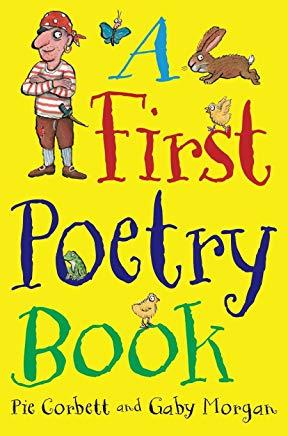 A
First
Poetry
Book
Pie Corbett and Gaby Morgan